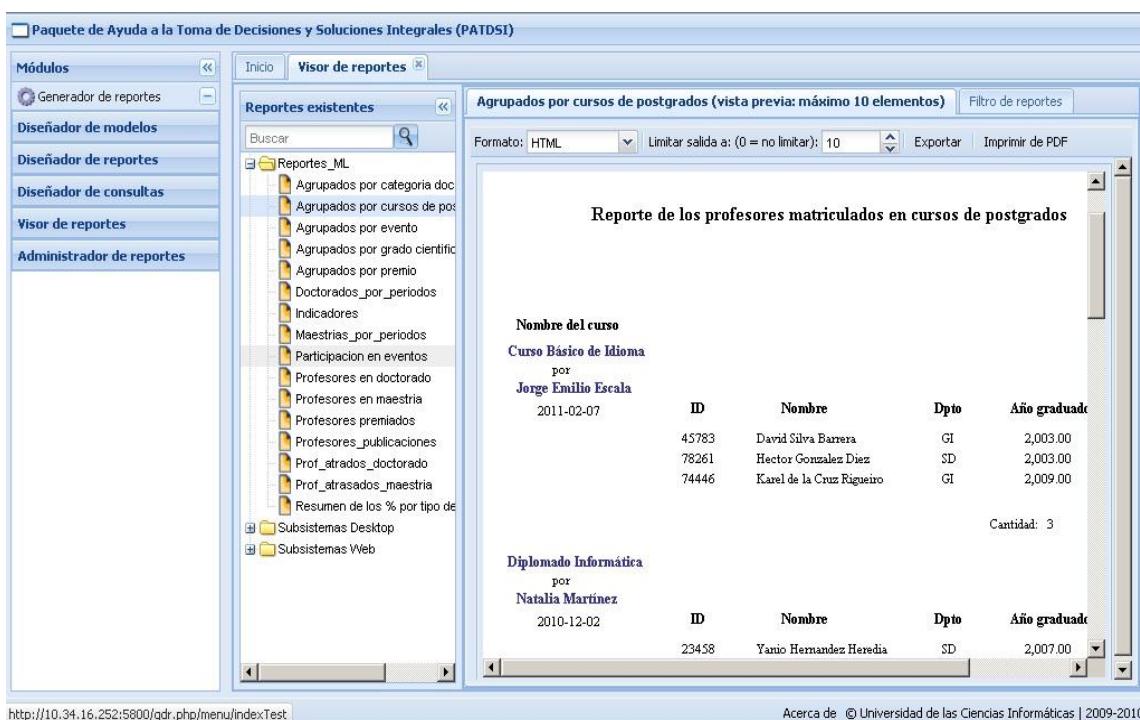 Paquete de Ayuda a la Toma de Decisiones y Soluciones Integrales (PATDSI)
Módulos
Generador de reportes
Diseñador de modelos
Diseñador de reportes
Diseñador de consultas
Visor de reportes
Administrador de reportes
Inicio
Visor de reportes
Reportes existentes
Buscar
Reportes_ML
Agrupados por categoria doc
Agrupados por cursos de pos
Agrupados por evento
Agrupados por grado cientific
Agrupados por premio
Doctorados_por_periodos
Indicadores
Maestrias_por_periodos
Participacion en eventos
Profesores en doctorado
Profesores en maestria
Profesores premiados
Profesores_publicaciones
Prof_atrados_doctorado
Prof_atrasados_maestria
Resumen de los % por tipo de
Subsistemas Desktop
Subsistemas Web
Agrupados por cursos de postgrados (vista previa: máximo 10 elementos)
Filtro de reportes
Formato: HTML Limitar salida a: (0 = no limitar): 10 Exportar Imprimir de PDF
Reporte de los profesores matriculados en cursos de postgrados
Nombre del curso
Curso Básico de Idioma
por
Jorge Emilio Escala
2011-02-07 ID Nombre Dpto Año graduado
45783 David Silva Barrera GI 2,003.00
78261 Hector Gonzalez Diez SD 2,003.00
74446 Karel de la Cruz Rigueiro GI 2,009.00
Cantidad: 3
Diplomado Informática
por
Natalia Martínez
2010-12-02 ID Nombre Dpto Año graduado
23458 Yanio Hernandez Heredia SD 2,007.00
http://10.34.16.252:5800/gdr.php/menu/indexTest
Acerca de © Universidad de las Ciencias Informáticas | 2009-2010